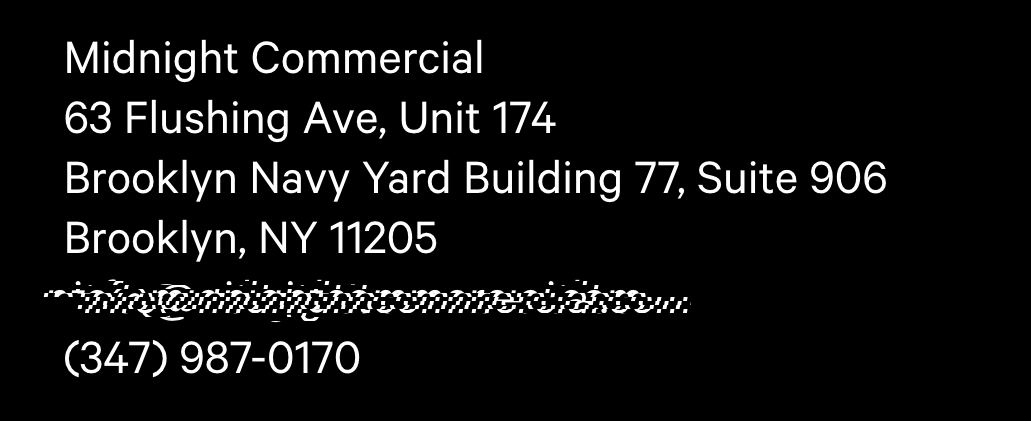 Midnight Commercial
63 Flushing Ave, Unit 174
Brooklyn Navy Yard Building 77, Suite 906
Brooklyn, NY 11205
(347) 987-0170